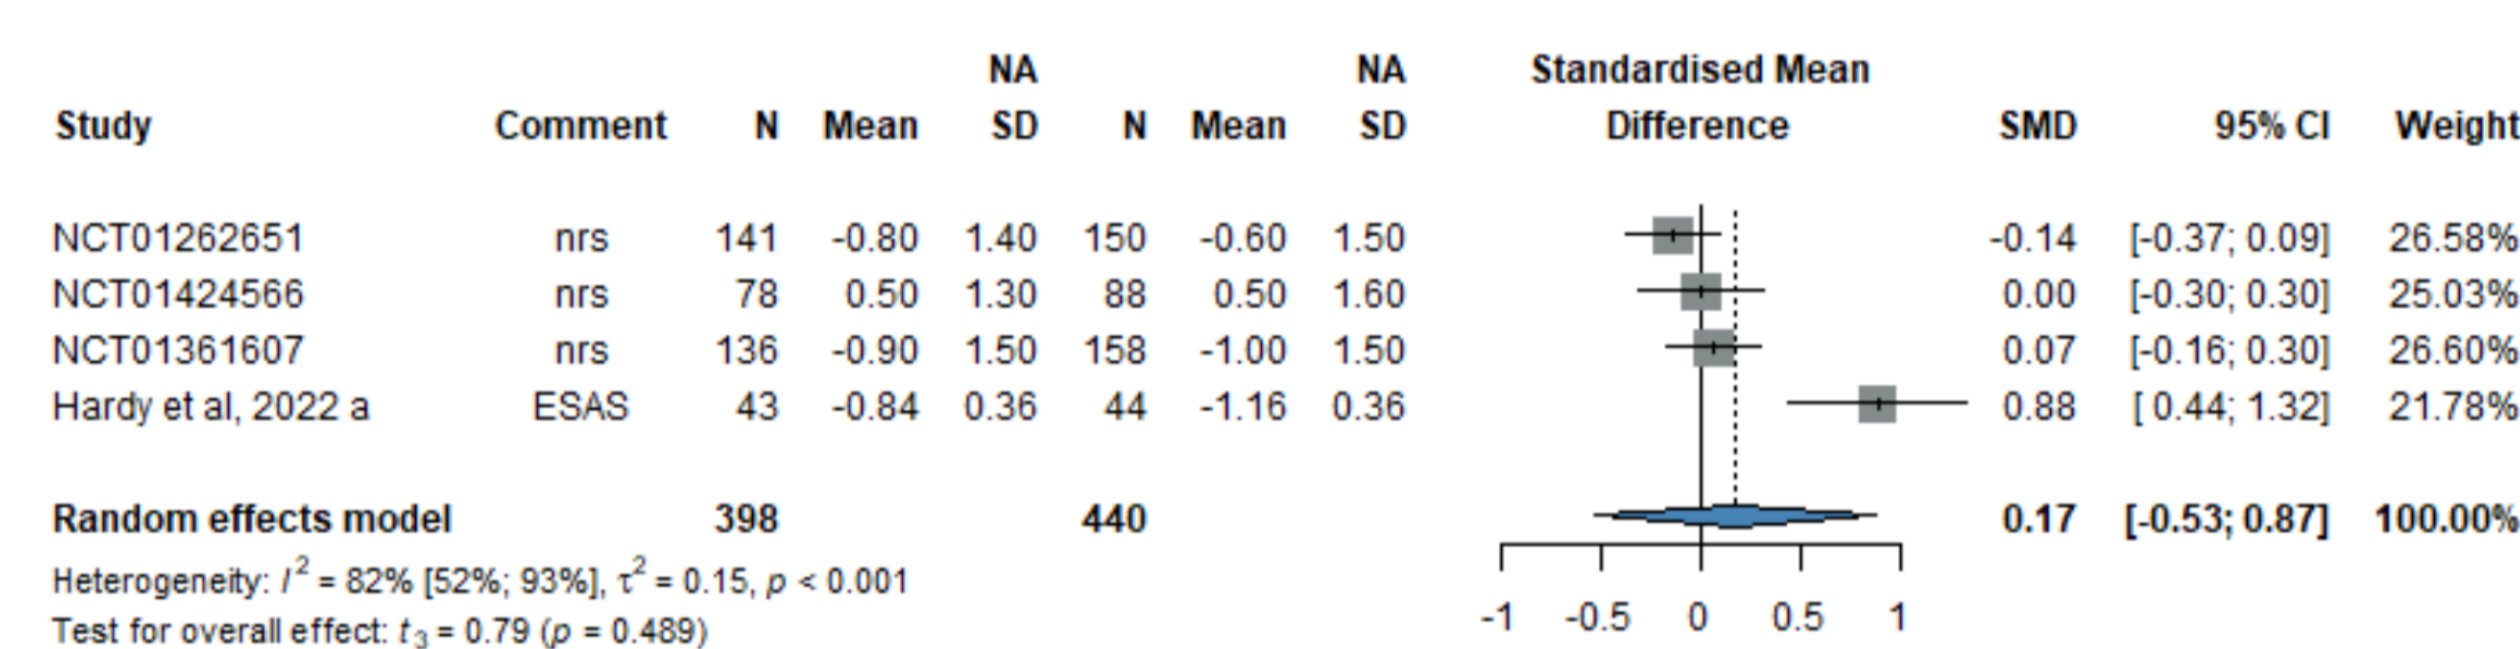 NA NA Standardised Mean
Study Comment N Mean SD N Mean SD Difference SMD 95% CI Weight
NCT01262651 nrs 141 -0.80 1.40 150 -0.60 1.50 -0.14 [-0.37; 0.09] 26.58%
NCT01424566 nrs 78 0.50 1.30 88 0.50 1.60 0.00 [-0.30; 0.30] 25.03%
NCT01361607 nrs 136 -0.90 1.50 158 -1.00 1.50 0.07 [-0.16; 0.30] 26.60%
Hardy et al, 2022 a ESAS 43 -0.84 0.36 44 -1.16 0.36 0.88 [ 0.44; 1.32] 21.78%
Random effects model 398 440 0.17 [-0.53; 0.87] 100.00%
Heterogeneity: I² = 82% [52%; 93%], τ² = 0.15, p < 0.001
Test for overall effect: t₃ = 0.79 (p = 0.489)
-1 -0.5 0 0.5 1